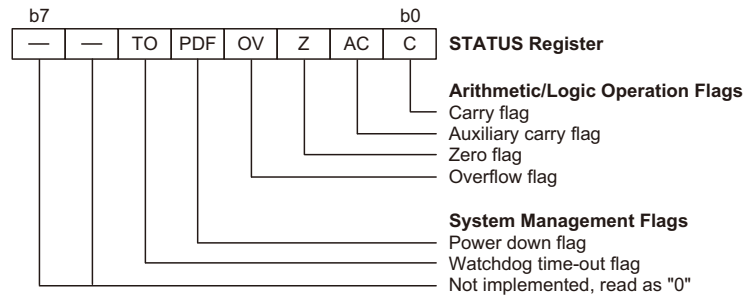 b7 b0
— — TO PDF OV Z AC C STATUS Register
Arithmetic/Logic Operation Flags
Carry flag
Auxiliary carry flag
Zero flag
Overflow flag
System Management Flags
Power down flag
Watchdog time-out flag
Not implemented, read as "0"